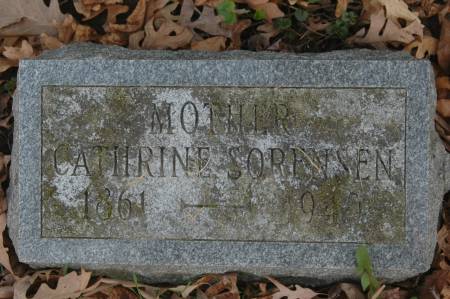 MOTHER
CATHRINE SORENSEN
1861 —